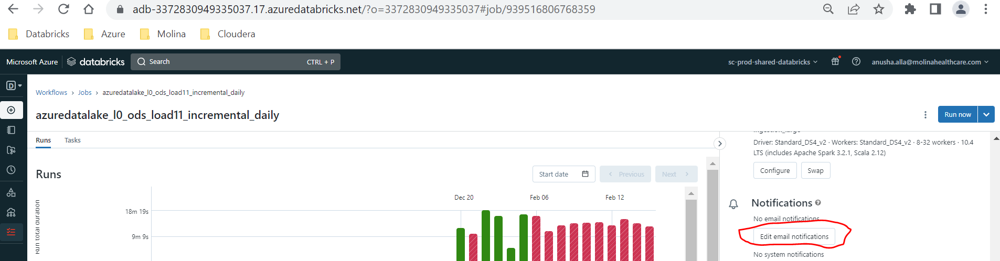 adb-3372830949335037.17.azuredatabricks.net/?o=3372830949335037#job/939516806768359
Databricks Azure Molina Cloudera
Microsoft Azure databricks Search CTRL + P sc-prod-shared-databricks anusha.alla@molinahealthcare.com
D
Workflows › Jobs › azuredatalake_l0_ods_load11_incremental_daily
azuredatalake_l0_ods_load11_incremental_daily
Run now
Runs Tasks
ingestion_large
Driver: Standard_DS4_v2 · Workers: Standard_DS4_v2 · 8-32 workers · 10.4
LTS (includes Apache Spark 3.2.1, Scala 2.12)
Configure Swap
Runs
Start date Previous Next
Dec 20 Feb 06 Feb 12
18m 19s
9m 9s
Run total duration
Notifications
No email notifications
Edit email notifications
No system notifications